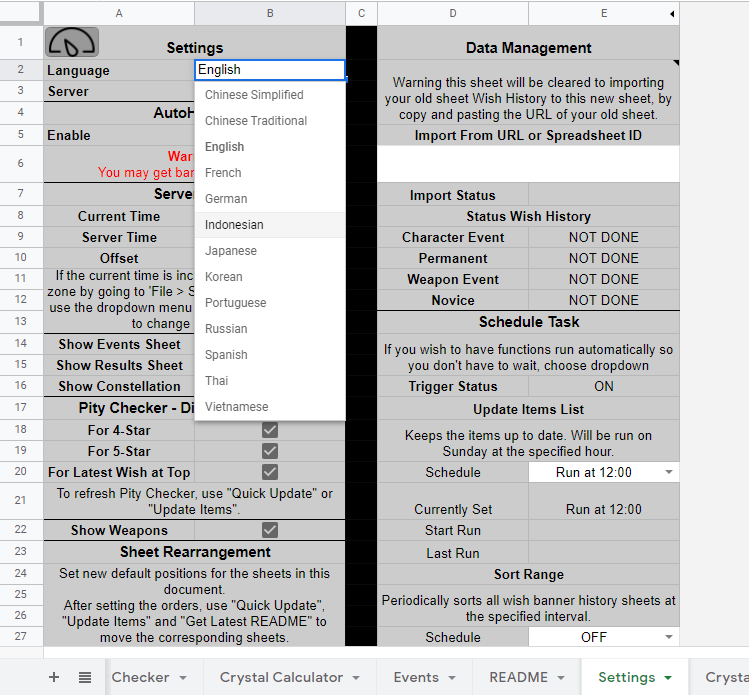 A B C D E
1 Settings Data Management
2 Language English
Warning this sheet will be cleared to importing
your old sheet Wish History to this new sheet, by
copy and pasting the URL of your old sheet.
3 Server
Chinese Simplified
Chinese Traditional
English
French
German
Indonesian
Japanese
Korean
Portuguese
Russian
Spanish
Thai
Vietnamese
4 AutoH
5 Enable Import From URL or Spreadsheet ID
6 War
You may get bar
7 Serve Import Status
8 Current Time Status Wish History
9 Server Time Character Event NOT DONE
10 Offset Permanent NOT DONE
11 If the current time is inc Weapon Event NOT DONE
12 zone by going to 'File > S Novice NOT DONE
use the dropdown menu
13 to change Schedule Task
14 Show Events Sheet If you wish to have functions run automatically so
15 Show Results Sheet you don't have to wait, choose dropdown
16 Show Constellation Trigger Status ON
17 Pity Checker - Di Update Items List
18 For 4-Star Keeps the items up to date. Will be run on
19 For 5-Star Sunday at the specified hour.
20 For Latest Wish at Top Schedule Run at 12:00
21 To refresh Pity Checker, use "Quick Update" or
"Update Items". Currently Set Run at 12:00
22 Show Weapons Start Run
23 Sheet Rearrangement Last Run
24 Set new default positions for the sheets in this Sort Range
25 document. Periodically sorts all wish banner history sheets at
26 After setting the orders, use "Quick Update", the specified interval.
"Update Items" and "Get Latest README" to
27 move the corresponding sheets. Schedule OFF
Checker Crystal Calculator Events README Settings Crysta